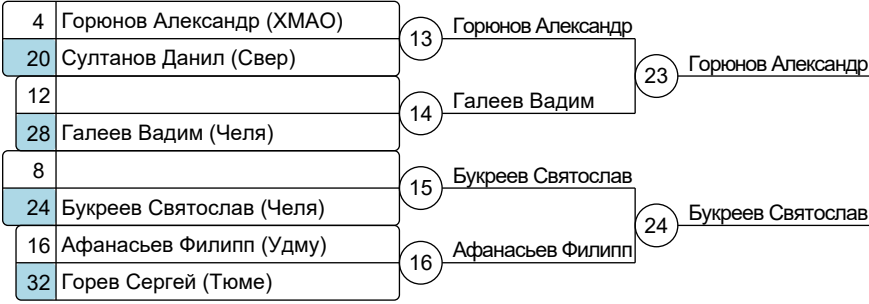 4 Горюнов Александр (ХМАО)
20 Султанов Данил (Свер)
13 Горюнов Александр
12
28 Галеев Вадим (Челя)
14 Галеев Вадим
23 Горюнов Александр
8
24 Букреев Святослав (Челя)
15 Букреев Святослав
16 Афанасьев Филипп (Удму)
32 Горев Сергей (Тюме)
16 Афанасьев Филипп
24 Букреев Святослав